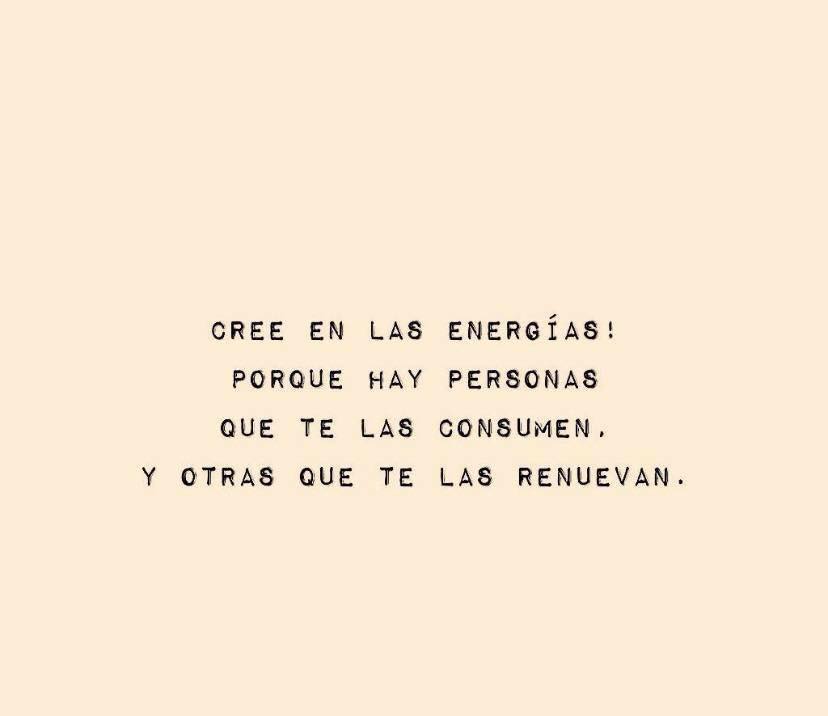 CREE EN LAS ENERGÍAS!
PORQUE HAY PERSONAS
QUE TE LAS CONSUMEN,
Y OTRAS QUE TE LAS RENUEVAN.